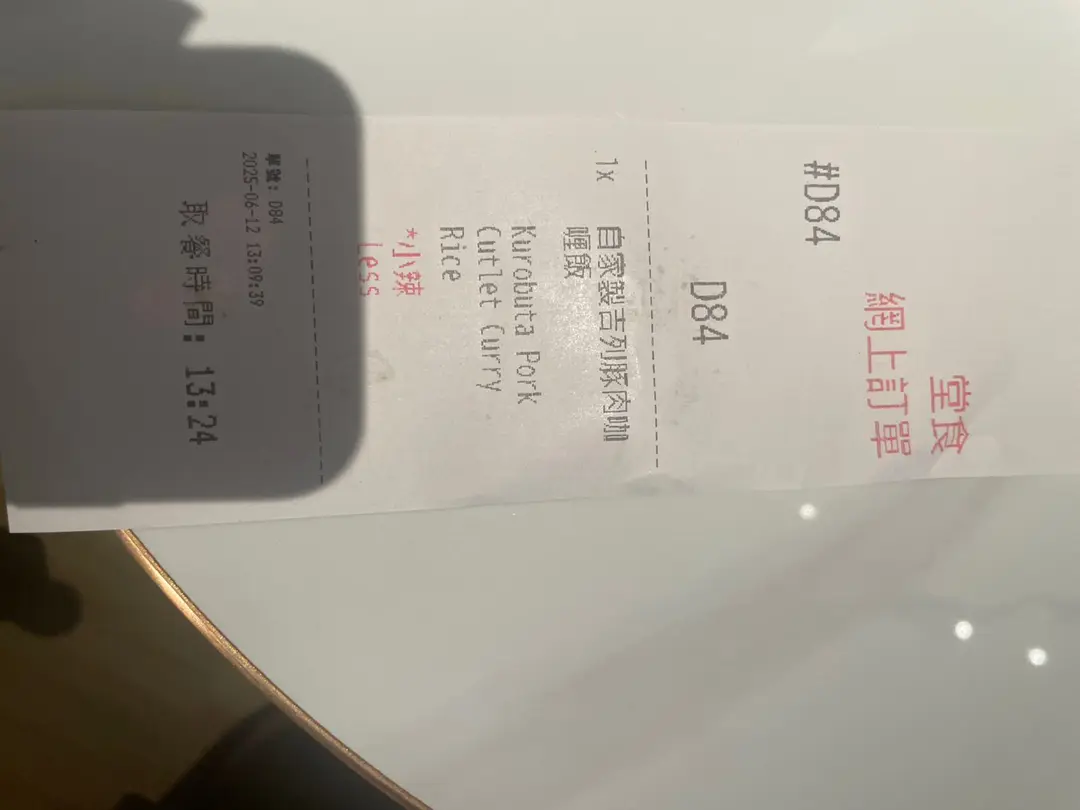 堂食
網上訂單
#D84
D84
1x 自家製吉列豚肉咖
喱飯
Kurobuta Pork
Cutlet Curry
Rice
*小辣
Less
單號: D84
2025-06-12 13:09:39
取餐時間: 13:24